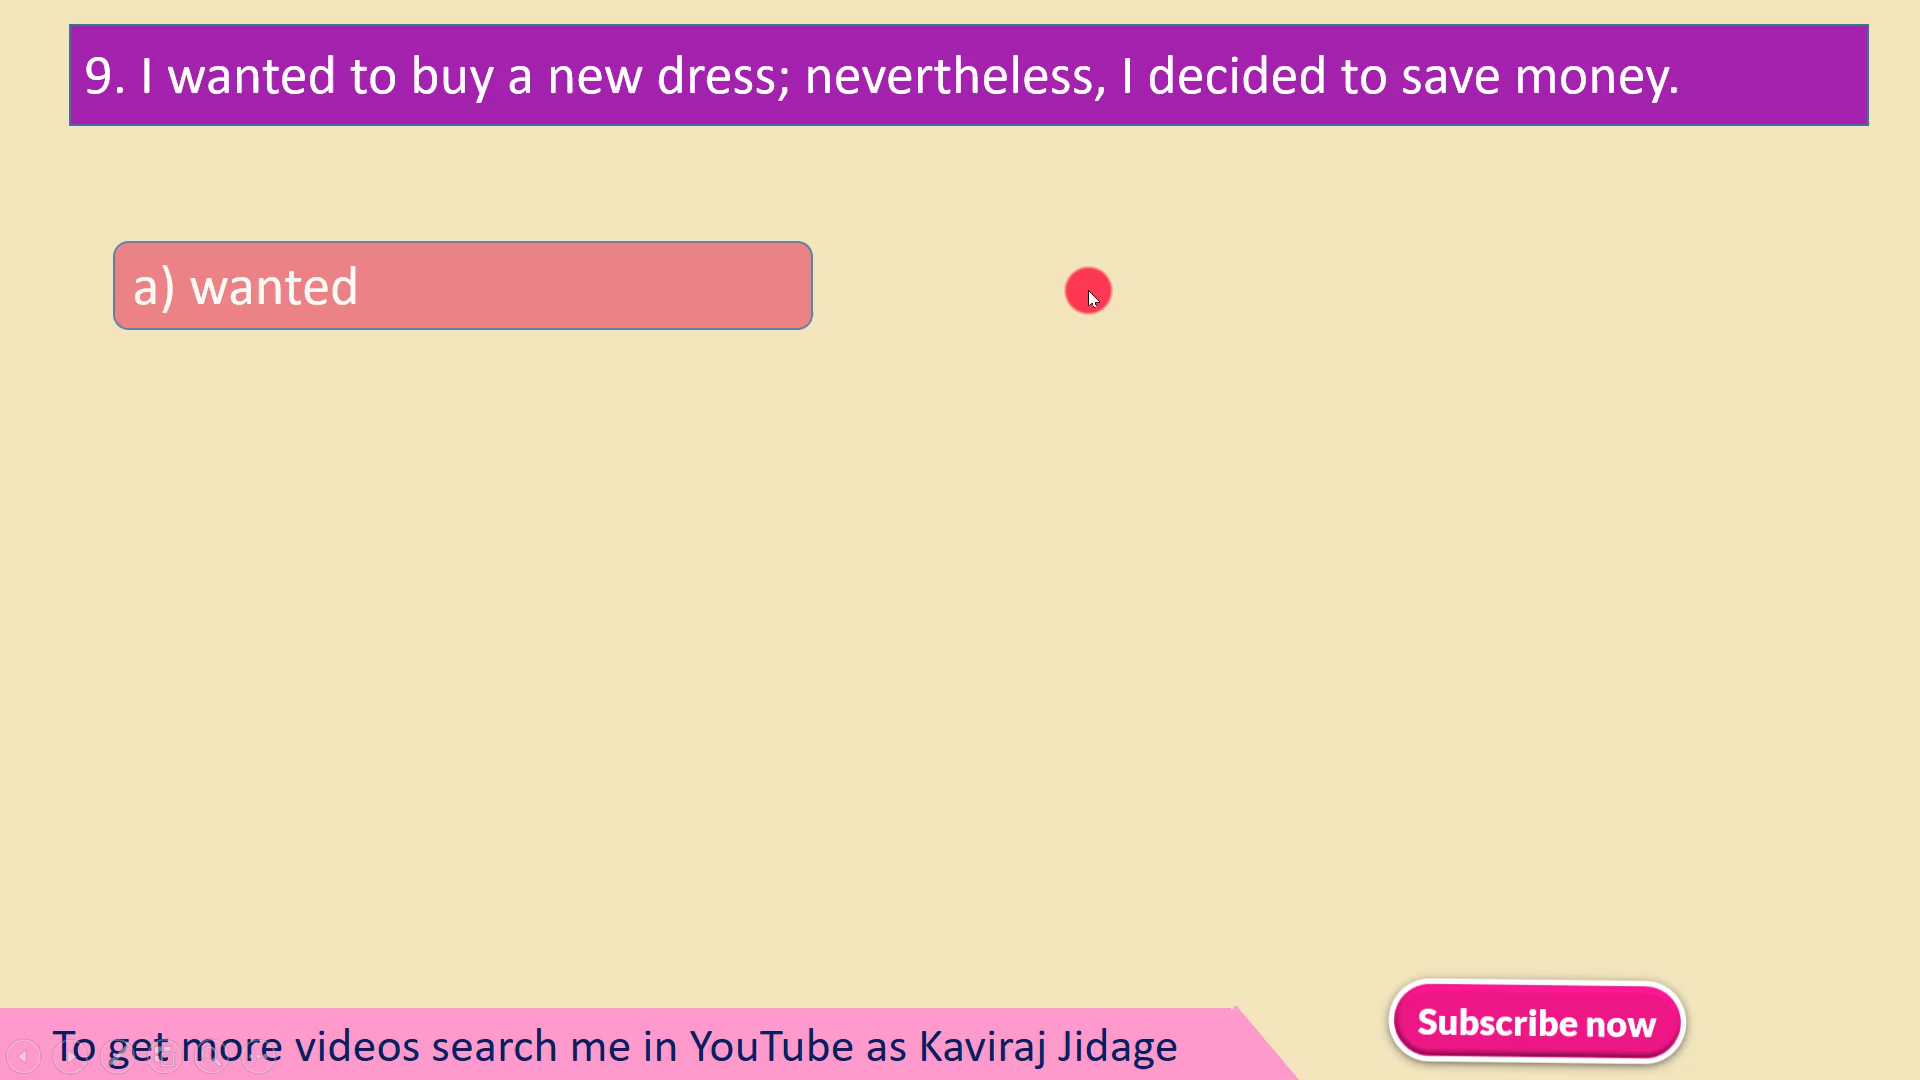 9. I wanted to buy a new dress; nevertheless, I decided to save money.
a) wanted
To get more videos search me in YouTube as Kaviraj Jidage
Subscribe now